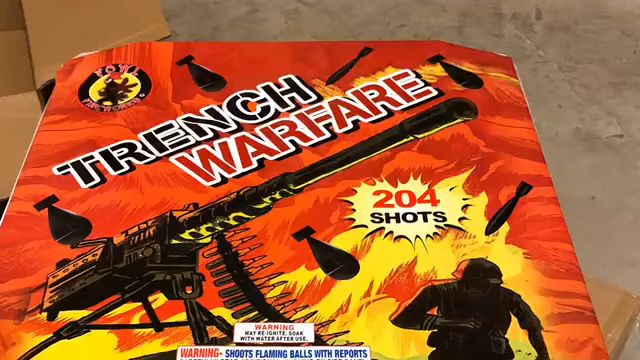 WOW!
TRENCH
WARFARE
204
SHOTS
WARNING
MAY RE-IGNITE, SOAK
WITH WATER AFTER USE.
WARNING- SHOOTS FLAMING BALLS WITH REPORTS